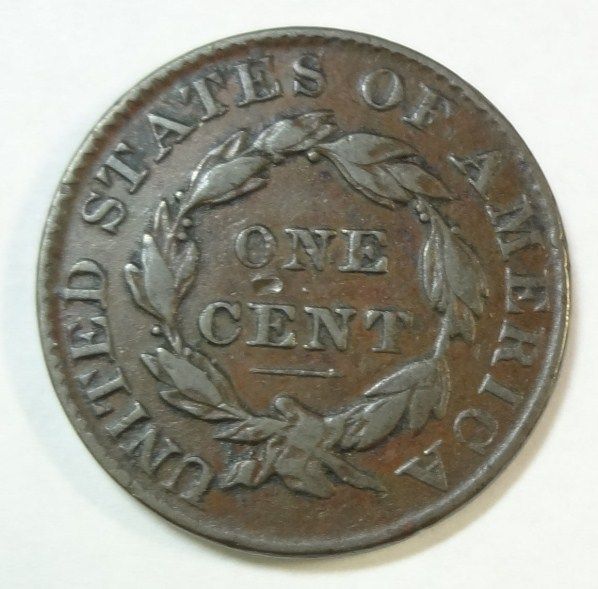 UNITED STATES OF AMERICA
ONE
CENT